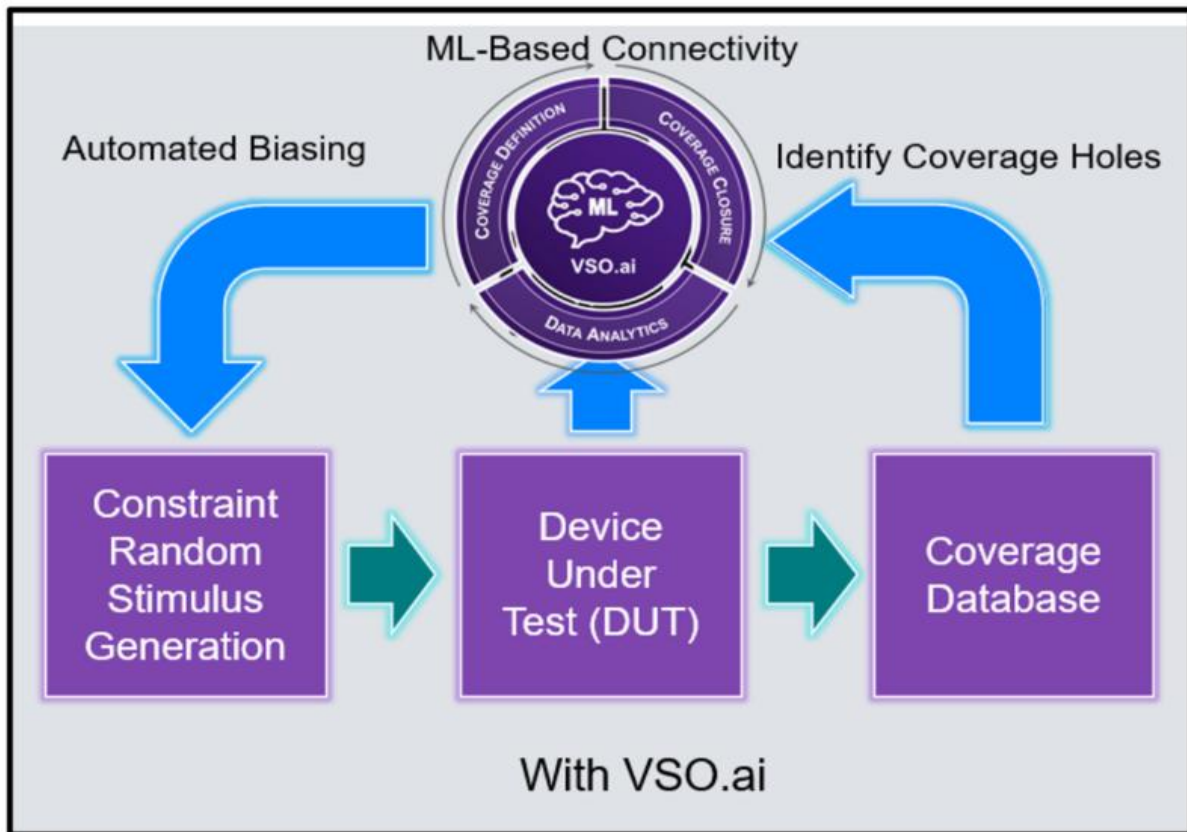 ML-Based Connectivity
Automated Biasing
Identify Coverage Holes
COVERAGE DEFINITION
COVERAGE CLOSURE
ML
VSO.ai
DATA ANALYTICS
Constraint
Random
Stimulus
Generation
Device
Under
Test (DUT)
Coverage
Database
With VSO.ai